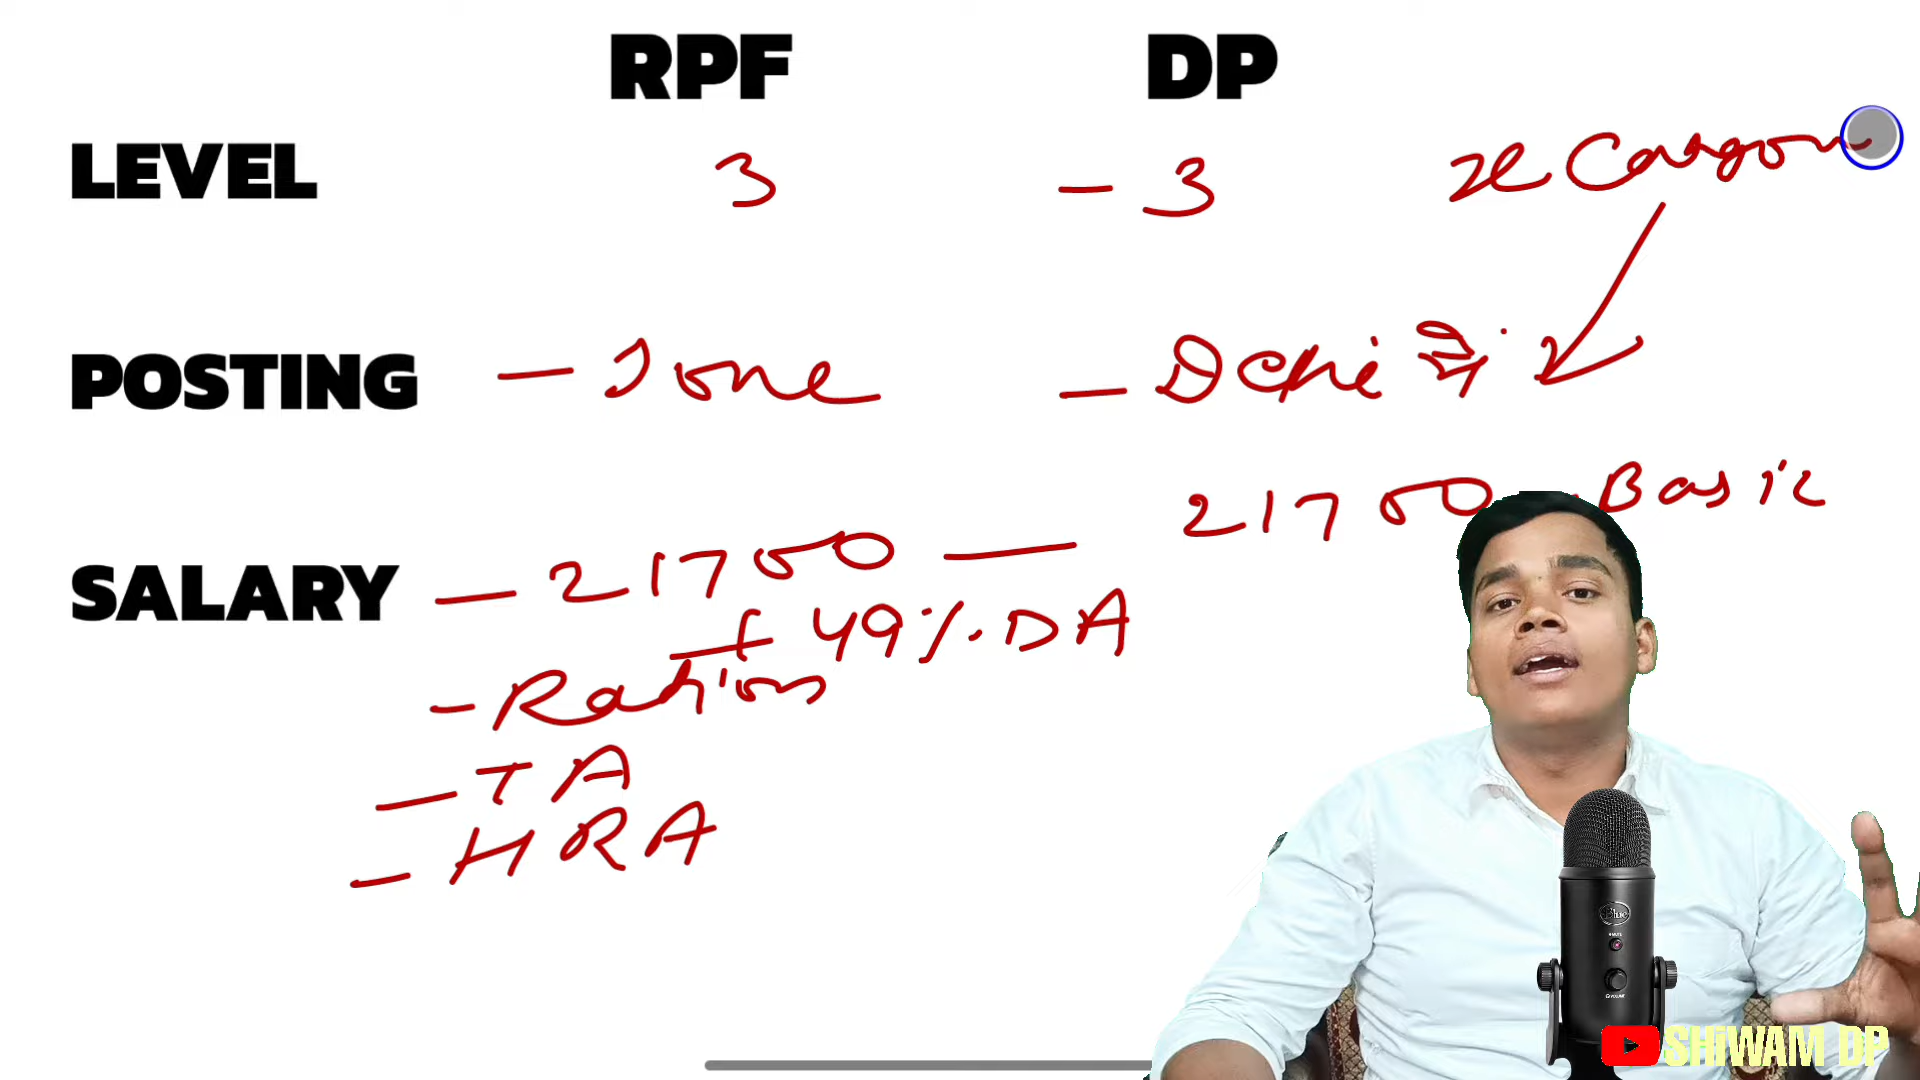 RPF DP
LEVEL 3 - 3 X Category
POSTING - Zone - Delhi में
SALARY - 21700 - 21700 - Basic
+ 49% DA
- Ration
- TA
- HRA
Blue
SHiWAM DP